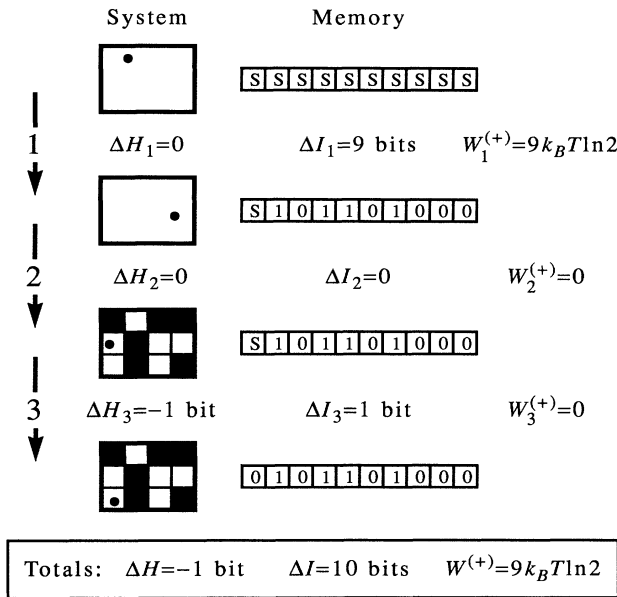 System Memory
S S S S S S S S S S
1 ΔH₁=0 ΔI₁=9 bits W₁⁽⁺⁾=9k_BTln2
S 1 0 1 1 0 1 0 0 0
2 ΔH₂=0 ΔI₂=0 W₂⁽⁺⁾=0
S 1 0 1 1 0 1 0 0 0
3 ΔH₃=−1 bit ΔI₃=1 bit W₃⁽⁺⁾=0
0 1 0 1 1 0 1 0 0 0
Totals: ΔH=−1 bit ΔI=10 bits W⁽⁺⁾=9k_BTln2